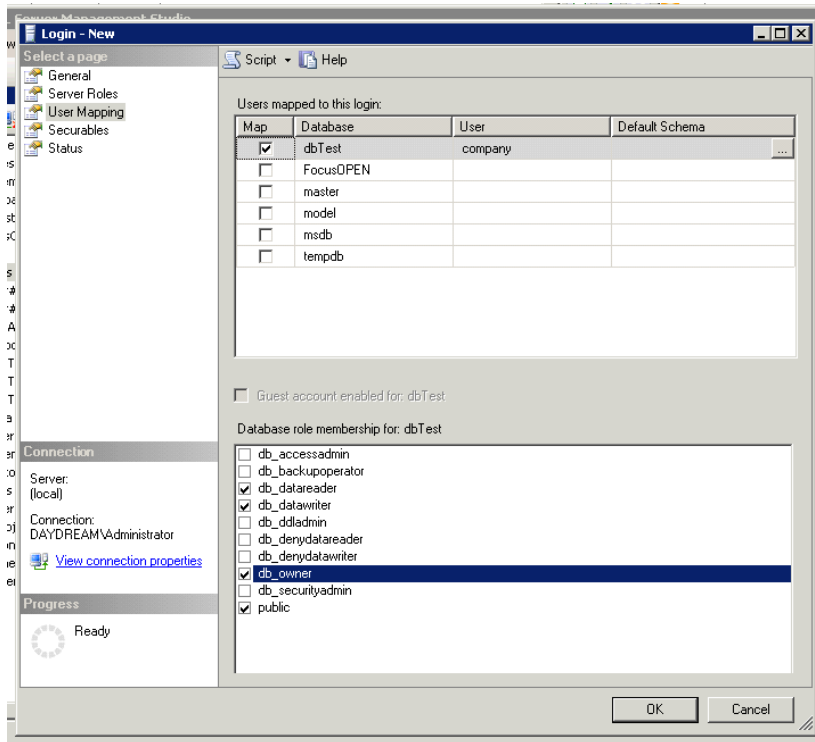 Server Management Studio
Login - New
Select a page
General
Server Roles
User Mapping
Securables
Status
Script
Help
Users mapped to this login:
Map Database User Default Schema
dbTest company ...
FocusOPEN
master
model
msdb
tempdb
Guest account enabled for: dbTest
Database role membership for: dbTest
db_accessadmin
db_backupoperator
db_datareader
db_datawriter
db_ddladmin
db_denydatareader
db_denydatawriter
db_owner
db_securityadmin
public
Connection
Server:
(local)
Connection:
DAYDREAM\Administrator
View connection properties
Progress
Ready
OK Cancel